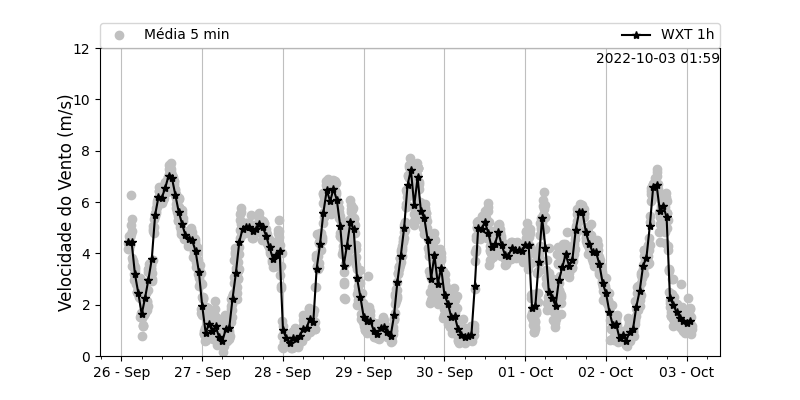 Média 5 min
WXT 1h
2022-10-03 01:59
Velocidade do Vento (m/s)
12
10
8
6
4
2
0
26 - Sep
27 - Sep
28 - Sep
29 - Sep
30 - Sep
01 - Oct
02 - Oct
03 - Oct